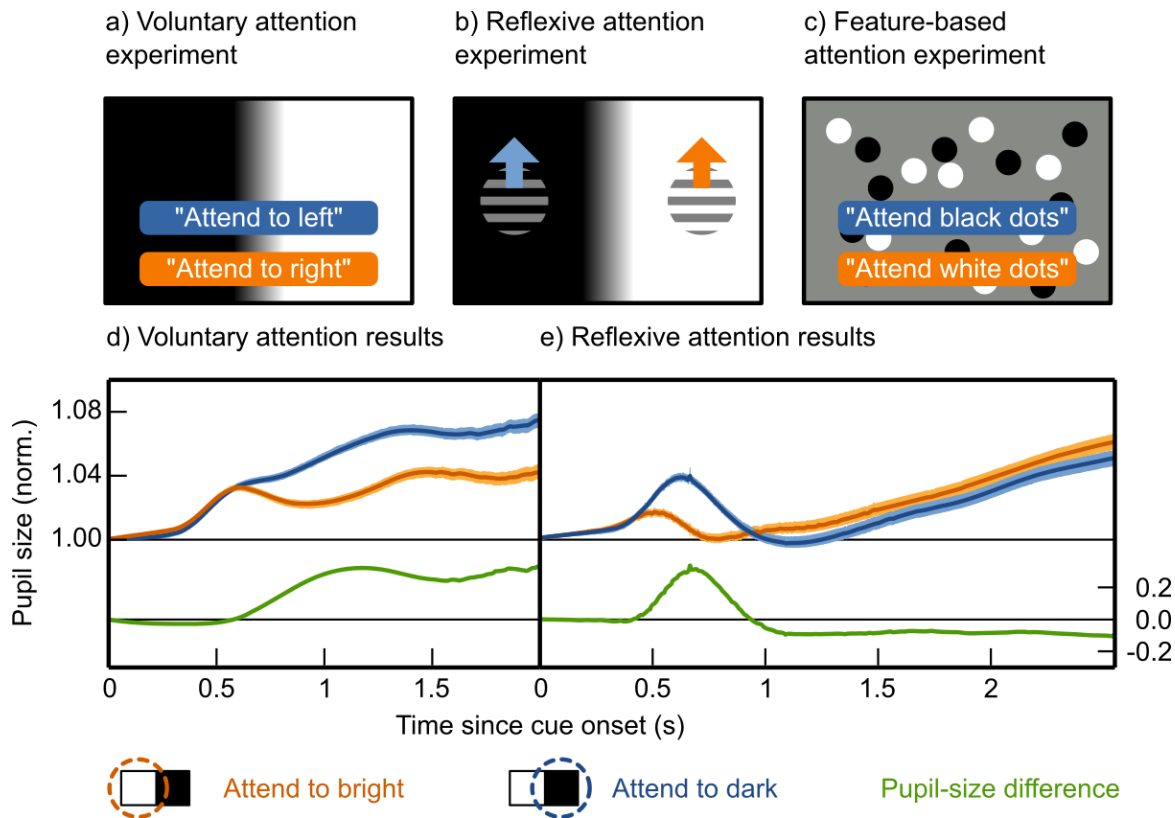 a) Voluntary attention
experiment
b) Reflexive attention
experiment
c) Feature-based
attention experiment
"Attend to left"
"Attend to right"
"Attend black dots"
"Attend white dots"
d) Voluntary attention results
e) Reflexive attention results
Pupil size (norm.)
1.08
1.04
1.00
0.2
0.0
-0.2
0
0.5
1
1.5
0
0.5
1
1.5
2
Time since cue onset (s)
Attend to bright
Attend to dark
Pupil-size difference